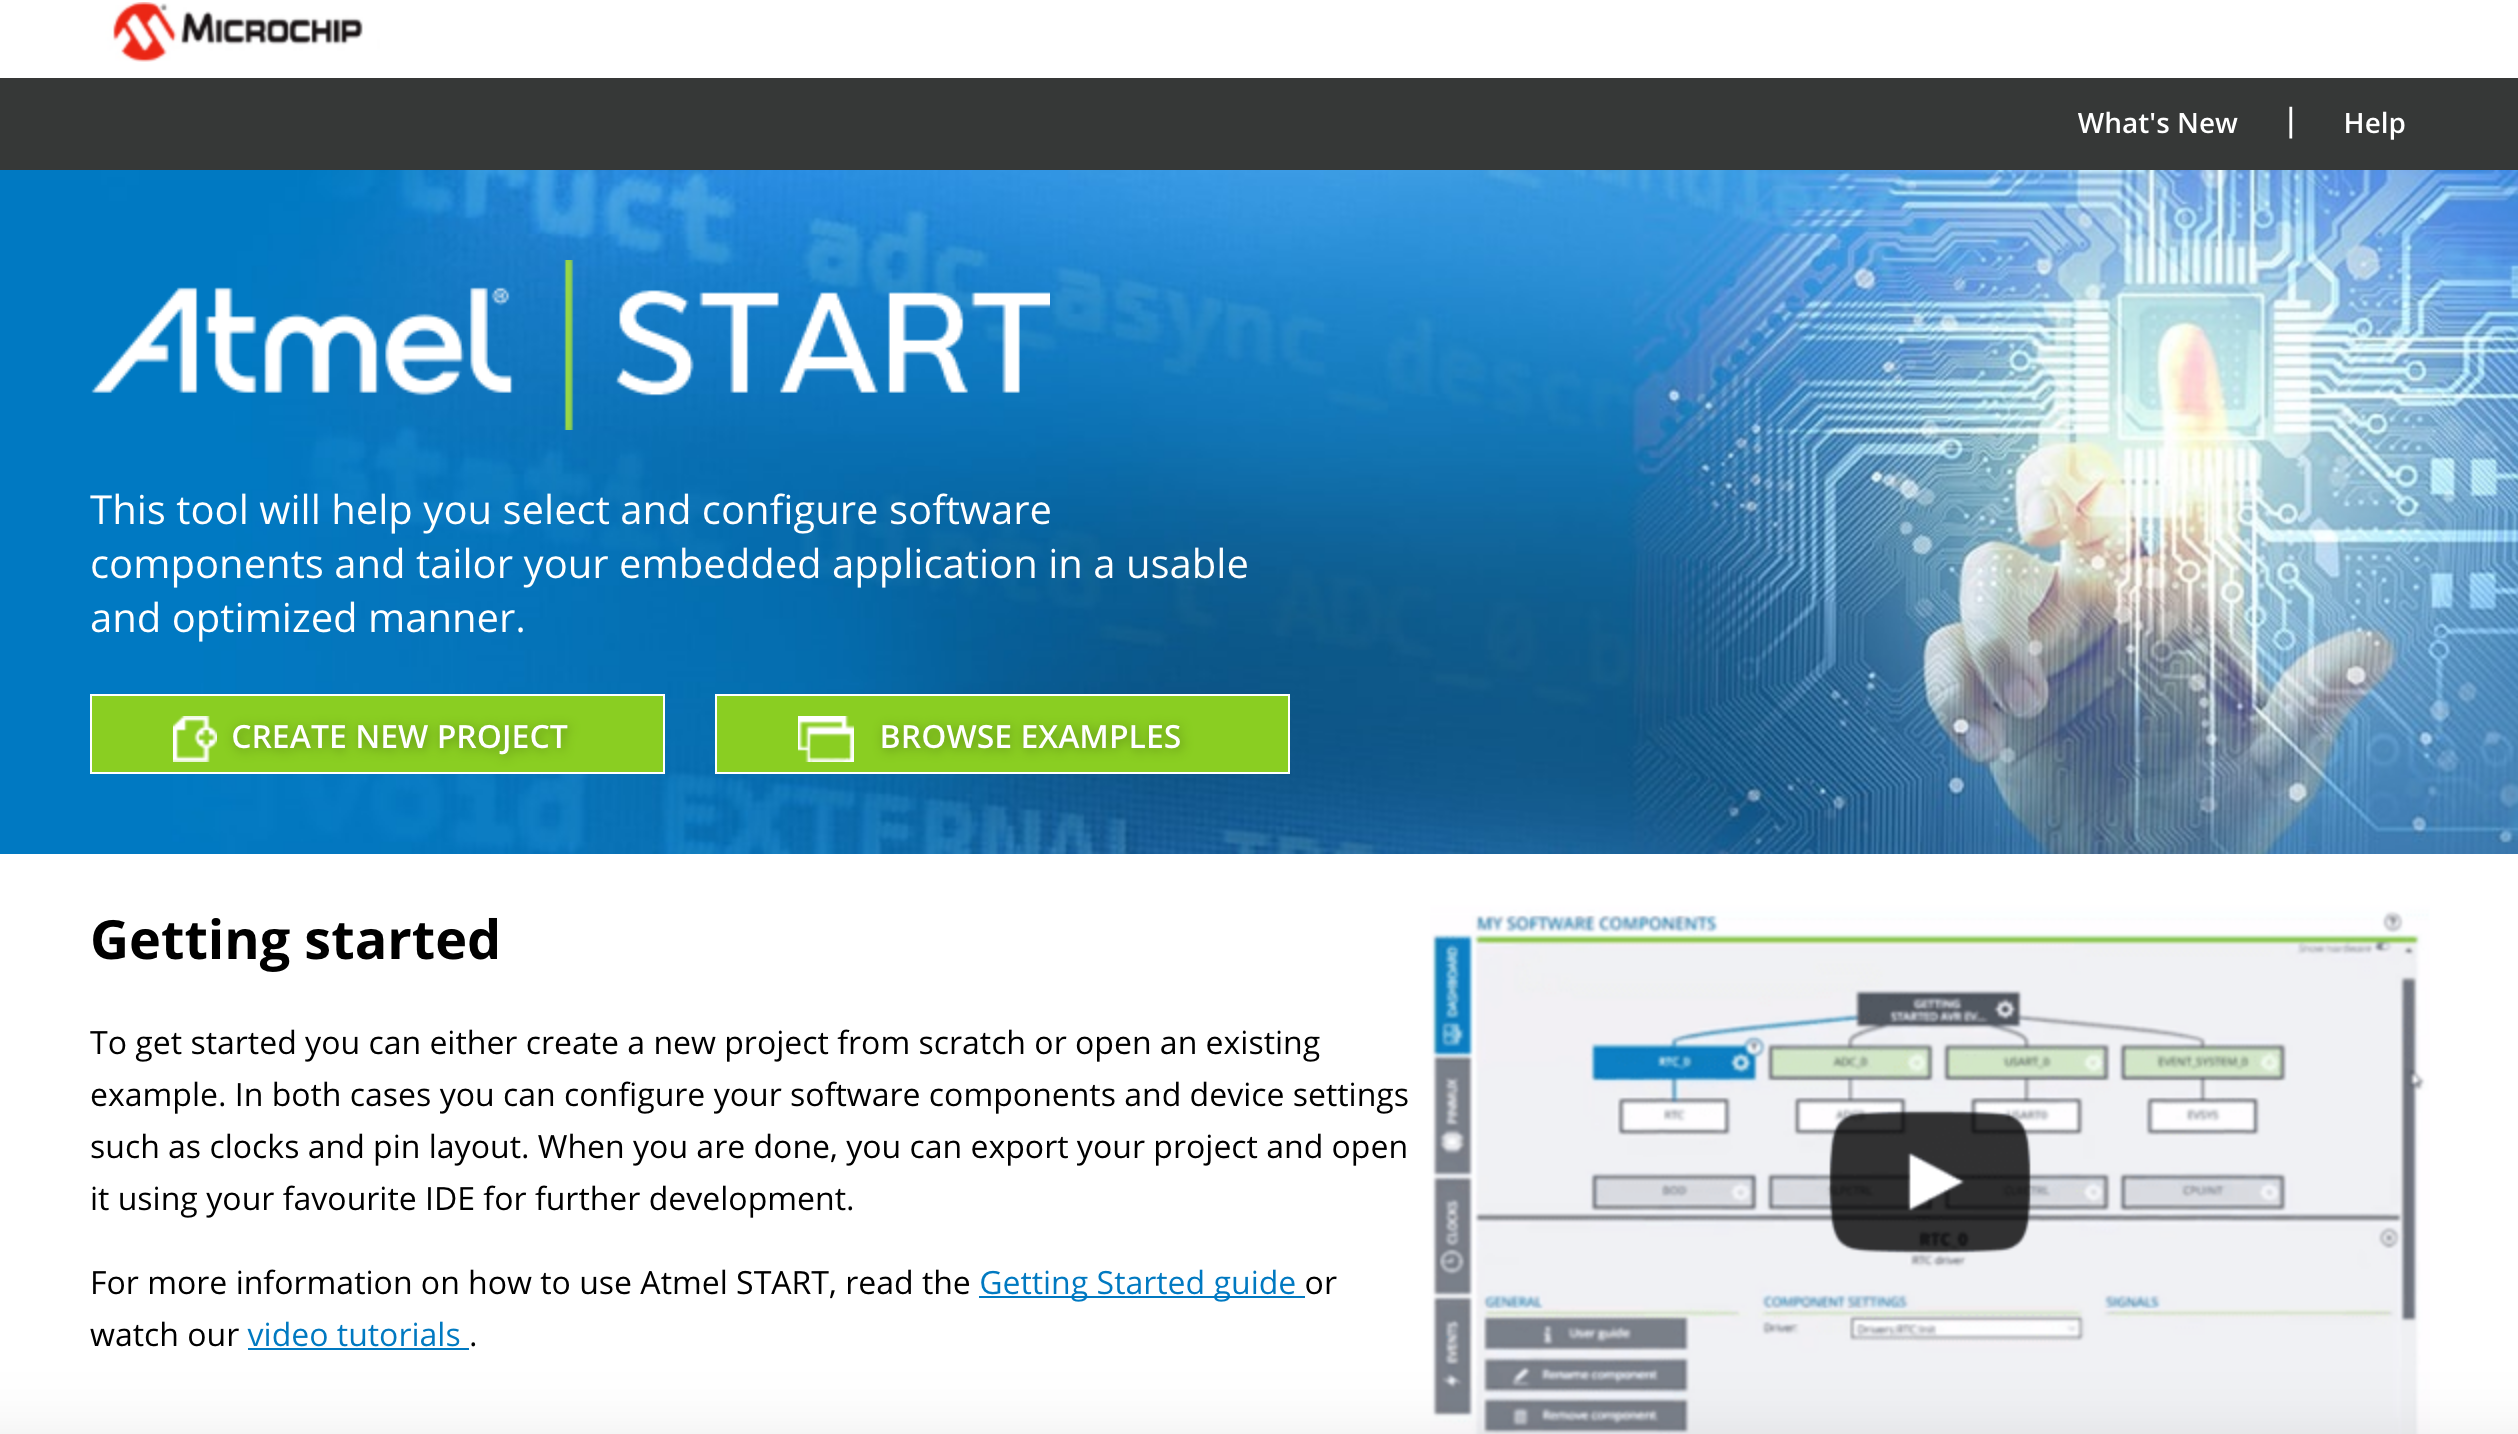 MICROCHIP
What's New | Help
struct adc_async_descr
Atmel® | START
This tool will help you select and configure software
components and tailor your embedded application in a usable
and optimized manner.
CREATE NEW PROJECT
BROWSE EXAMPLES
void EXTERNAL
Getting started
To get started you can either create a new project from scratch or open an existing
example. In both cases you can configure your software components and device settings
such as clocks and pin layout. When you are done, you can export your project and open
it using your favourite IDE for further development.
For more information on how to use Atmel START, read the Getting Started guide or
watch our video tutorials .
MY SOFTWARE COMPONENTS
Show hardware
DASHBOARD
PINMUX
CLOCKS
EVENTS
GETTING
STARTED AVR EV...
RTC_0
ADC_0
USART_0
EVENT_SYSTEM_0
RTC
USART0
EVSYS
BOD
CPUINT
RTC_0
RTC driver
GENERAL
User guide
Rename component
Remove component
COMPONENT SETTINGS
Driver:
Drivers:RTC:Init
SIGNALS